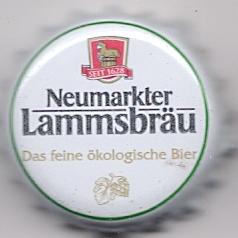 SEIT 1628
Neumarkter
Lammsbräu
Das feine ökologische Bier